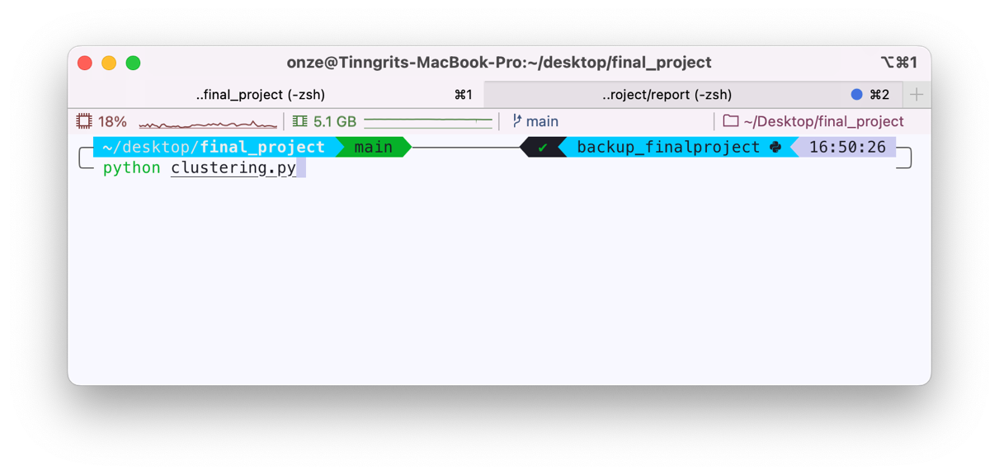 onze@Tinngrits-MacBook-Pro:~/desktop/final_project ⌥⌘1
..final_project (-zsh) ⌘1 ..roject/report (-zsh) ⌘2 +
18% 5.1 GB main ~/Desktop/final_project
~/desktop/final_project main ✓ backup_finalproject 16:50:26
python clustering.py